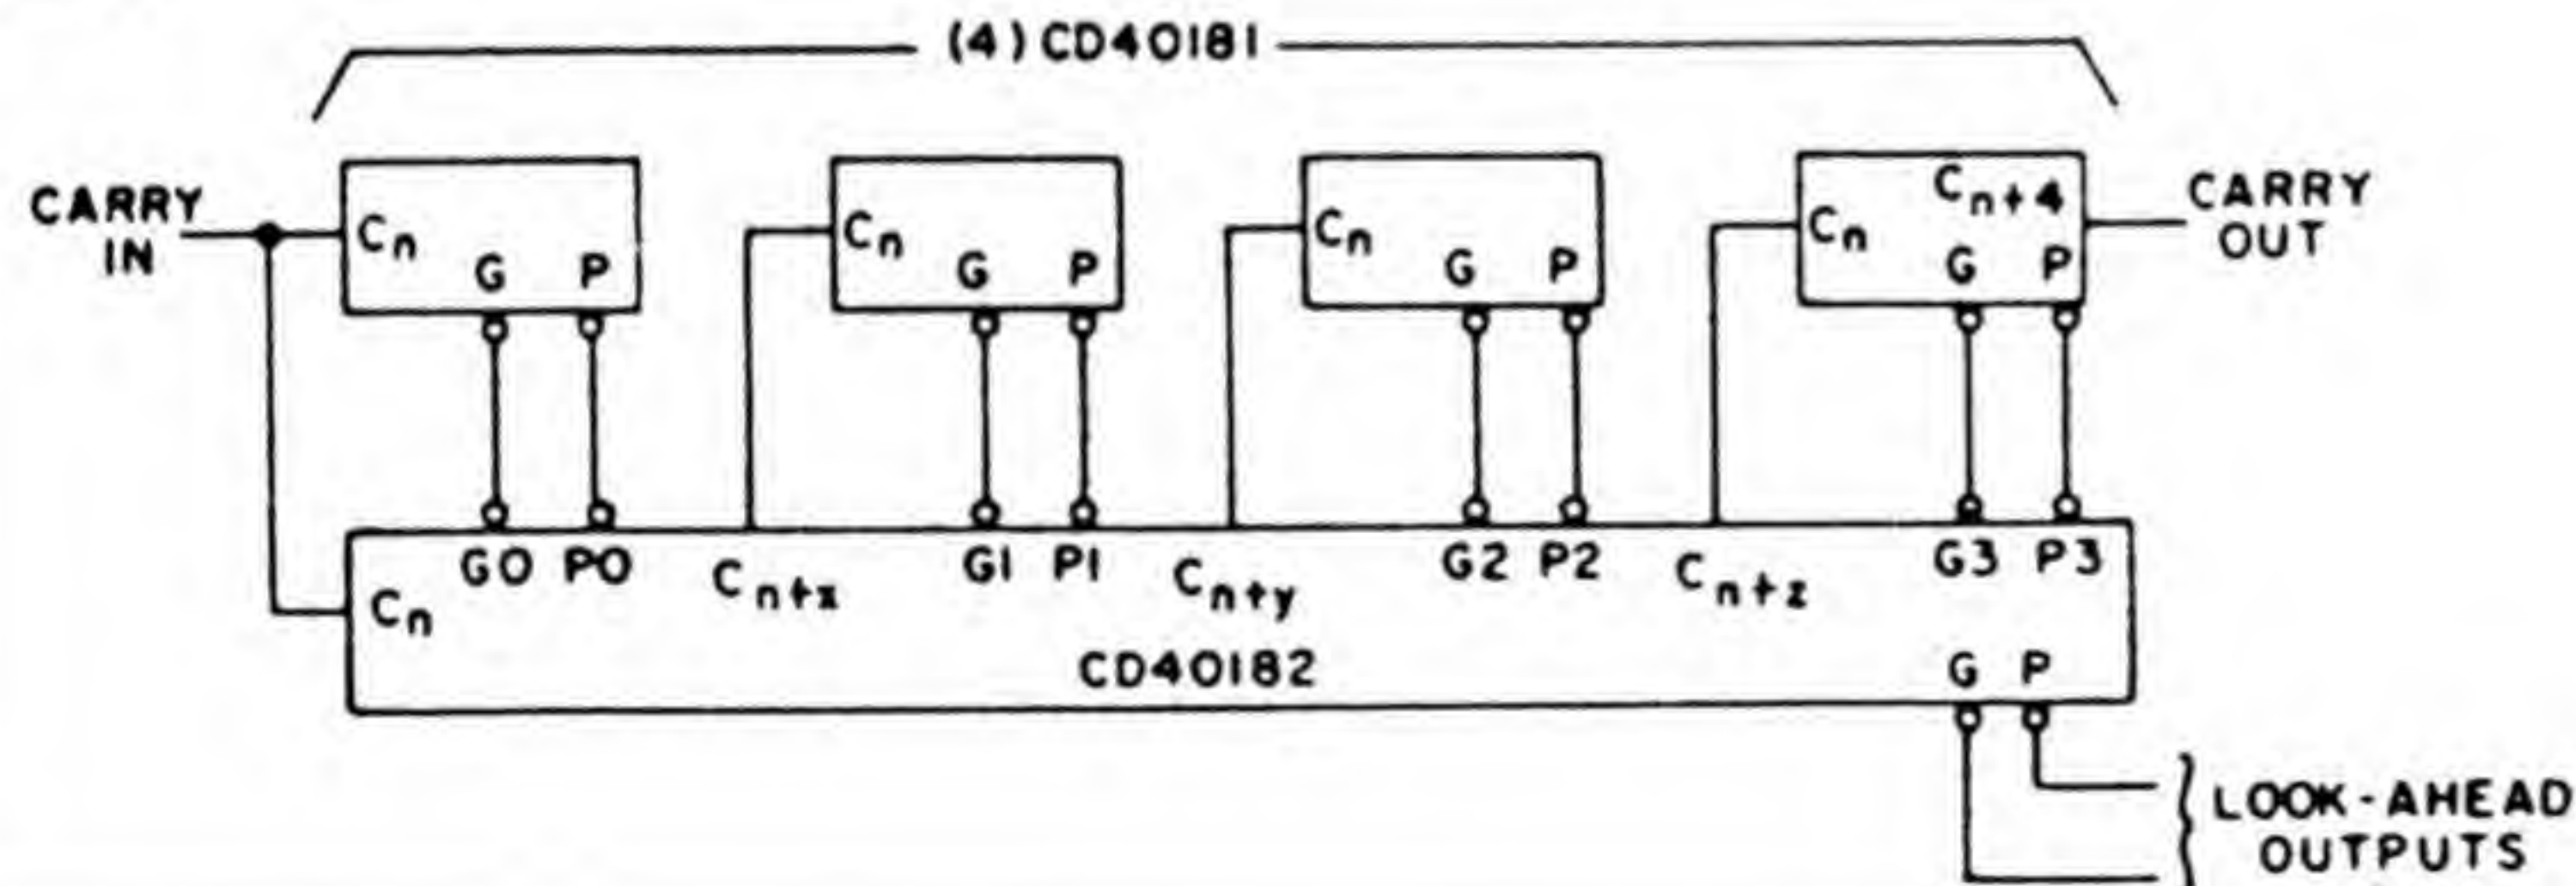 (4) CD40181
CARRY IN
Cn G P
Cn G P
Cn G P
Cn Cn+4 G P
CARRY OUT
G0 P0 Cn+x G1 P1 Cn+y G2 P2 Cn+z G3 P3
Cn
CD40182
G P
LOOK-AHEAD
OUTPUTS